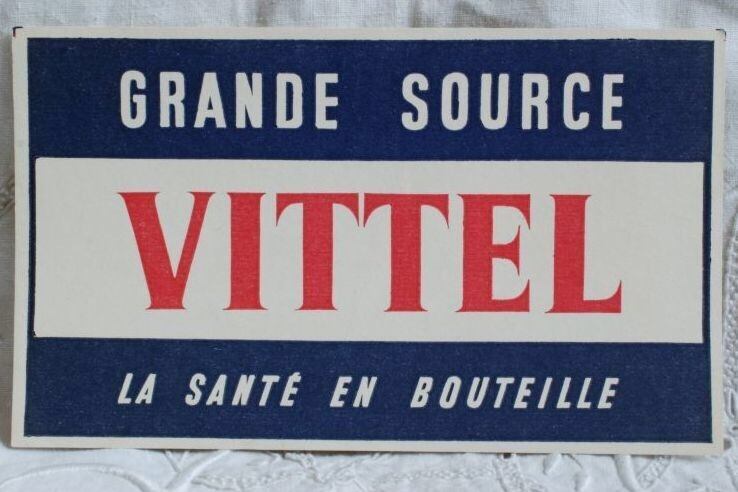 GRANDE SOURCE
VITTEL
LA SANTÉ EN BOUTEILLE